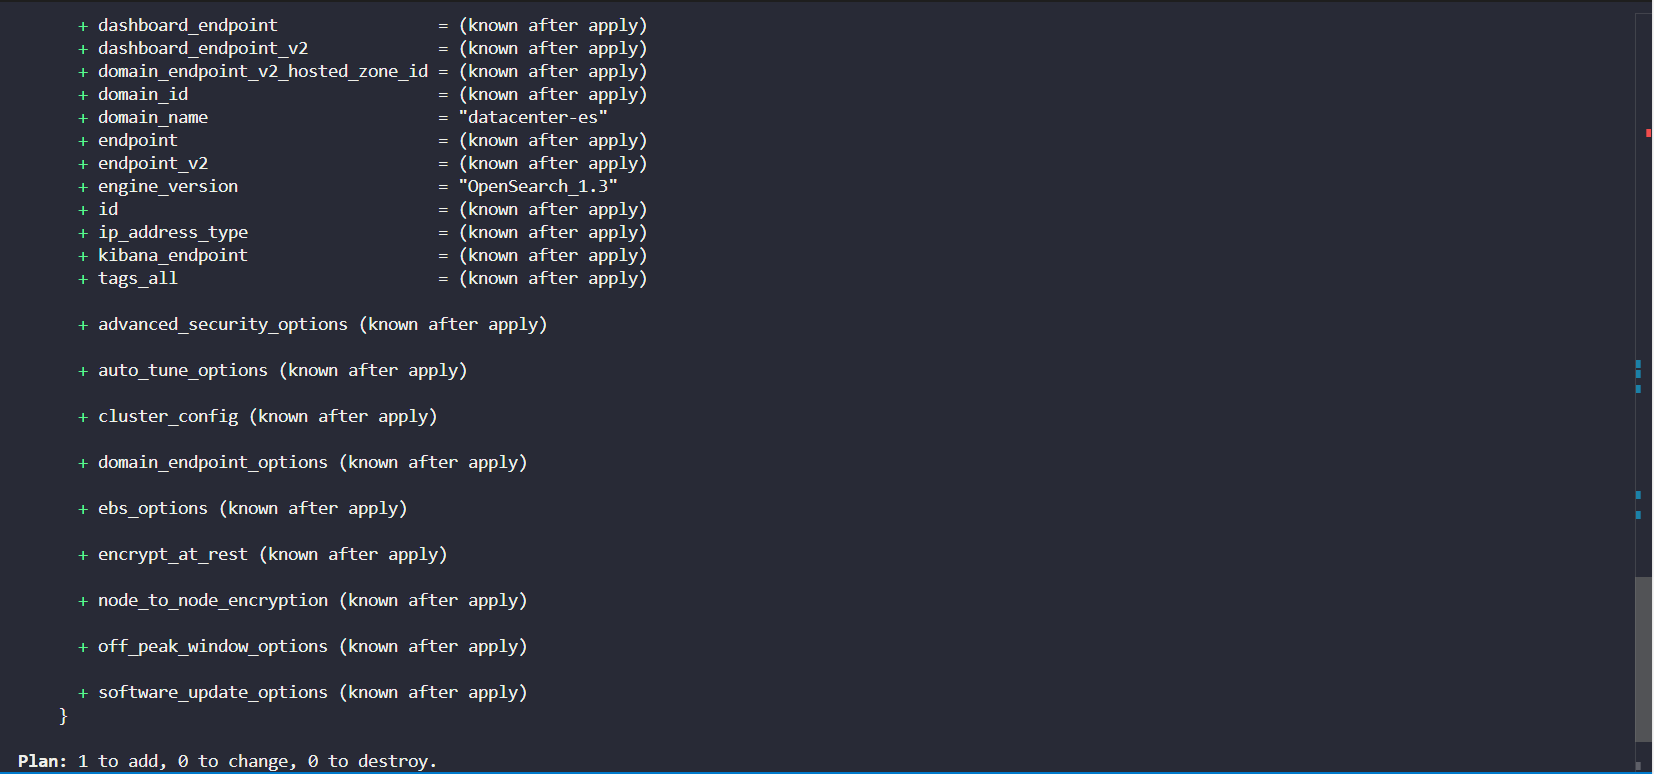 + dashboard_endpoint                = (known after apply)
+ dashboard_endpoint_v2             = (known after apply)
+ domain_endpoint_v2_hosted_zone_id = (known after apply)
+ domain_id                         = (known after apply)
+ domain_name                       = "datacenter-es"
+ endpoint                          = (known after apply)
+ endpoint_v2                       = (known after apply)
+ engine_version                    = "OpenSearch_1.3"
+ id                                = (known after apply)
+ ip_address_type                   = (known after apply)
+ kibana_endpoint                   = (known after apply)
+ tags_all                          = (known after apply)
+ advanced_security_options (known after apply)
+ auto_tune_options (known after apply)
+ cluster_config (known after apply)
+ domain_endpoint_options (known after apply)
+ ebs_options (known after apply)
+ encrypt_at_rest (known after apply)
+ node_to_node_encryption (known after apply)
+ off_peak_window_options (known after apply)
+ software_update_options (known after apply)
}
Plan: 1 to add, 0 to change, 0 to destroy.